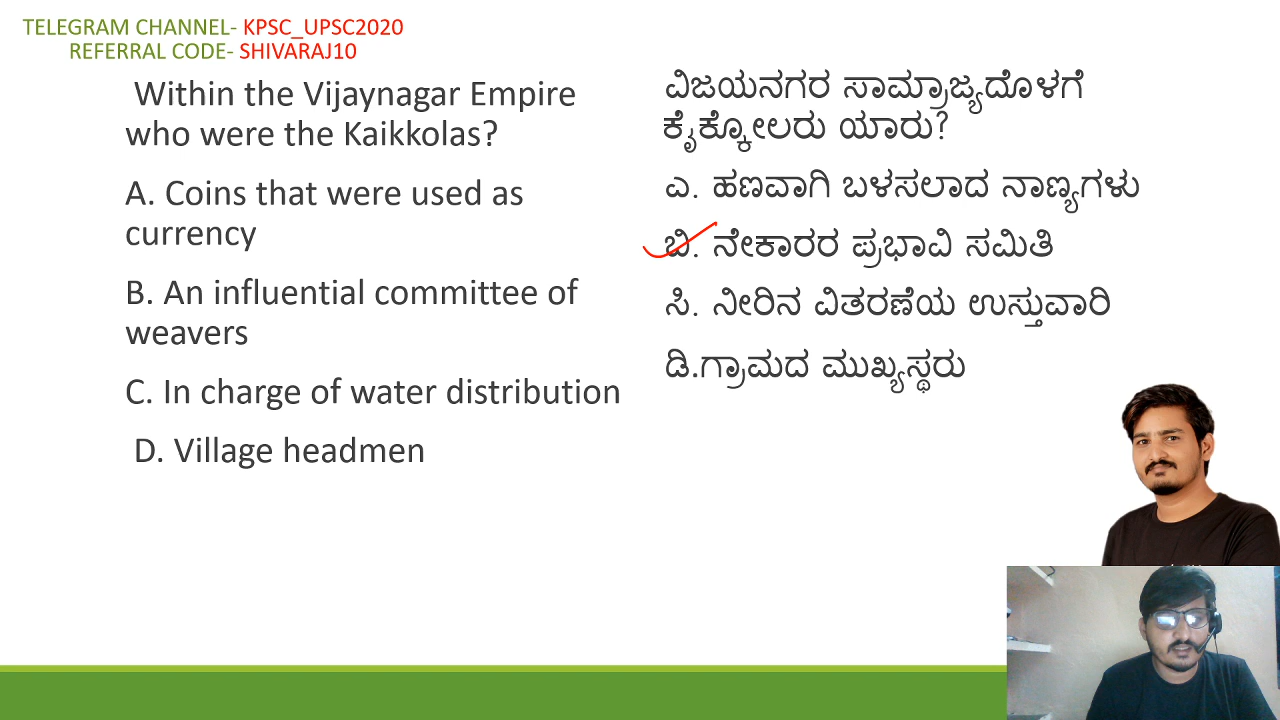 TELEGRAM CHANNEL- KPSC_UPSC2020
REFERRAL CODE- SHIVARAJ10
Within the Vijaynagar Empire
who were the Kaikkolas?
A. Coins that were used as
currency
B. An influential committee of
weavers
C. In charge of water distribution
D. Village headmen
ವಿಜಯನಗರ ಸಾಮ್ರಾಜ್ಯದೊಳಗೆ
ಕೈಕ್ಕೋಲರು ಯಾರು?
ಎ. ಹಣವಾಗಿ ಬಳಸಲಾದ ನಾಣ್ಯಗಳು
ಬಿ. ನೇಕಾರರ ಪ್ರಭಾವಿ ಸಮಿತಿ
ಸಿ. ನೀರಿನ ವಿತರಣೆಯ ಉಸ್ತುವಾರಿ
ಡಿ.ಗ್ರಾಮದ ಮುಖ್ಯಸ್ಥರು